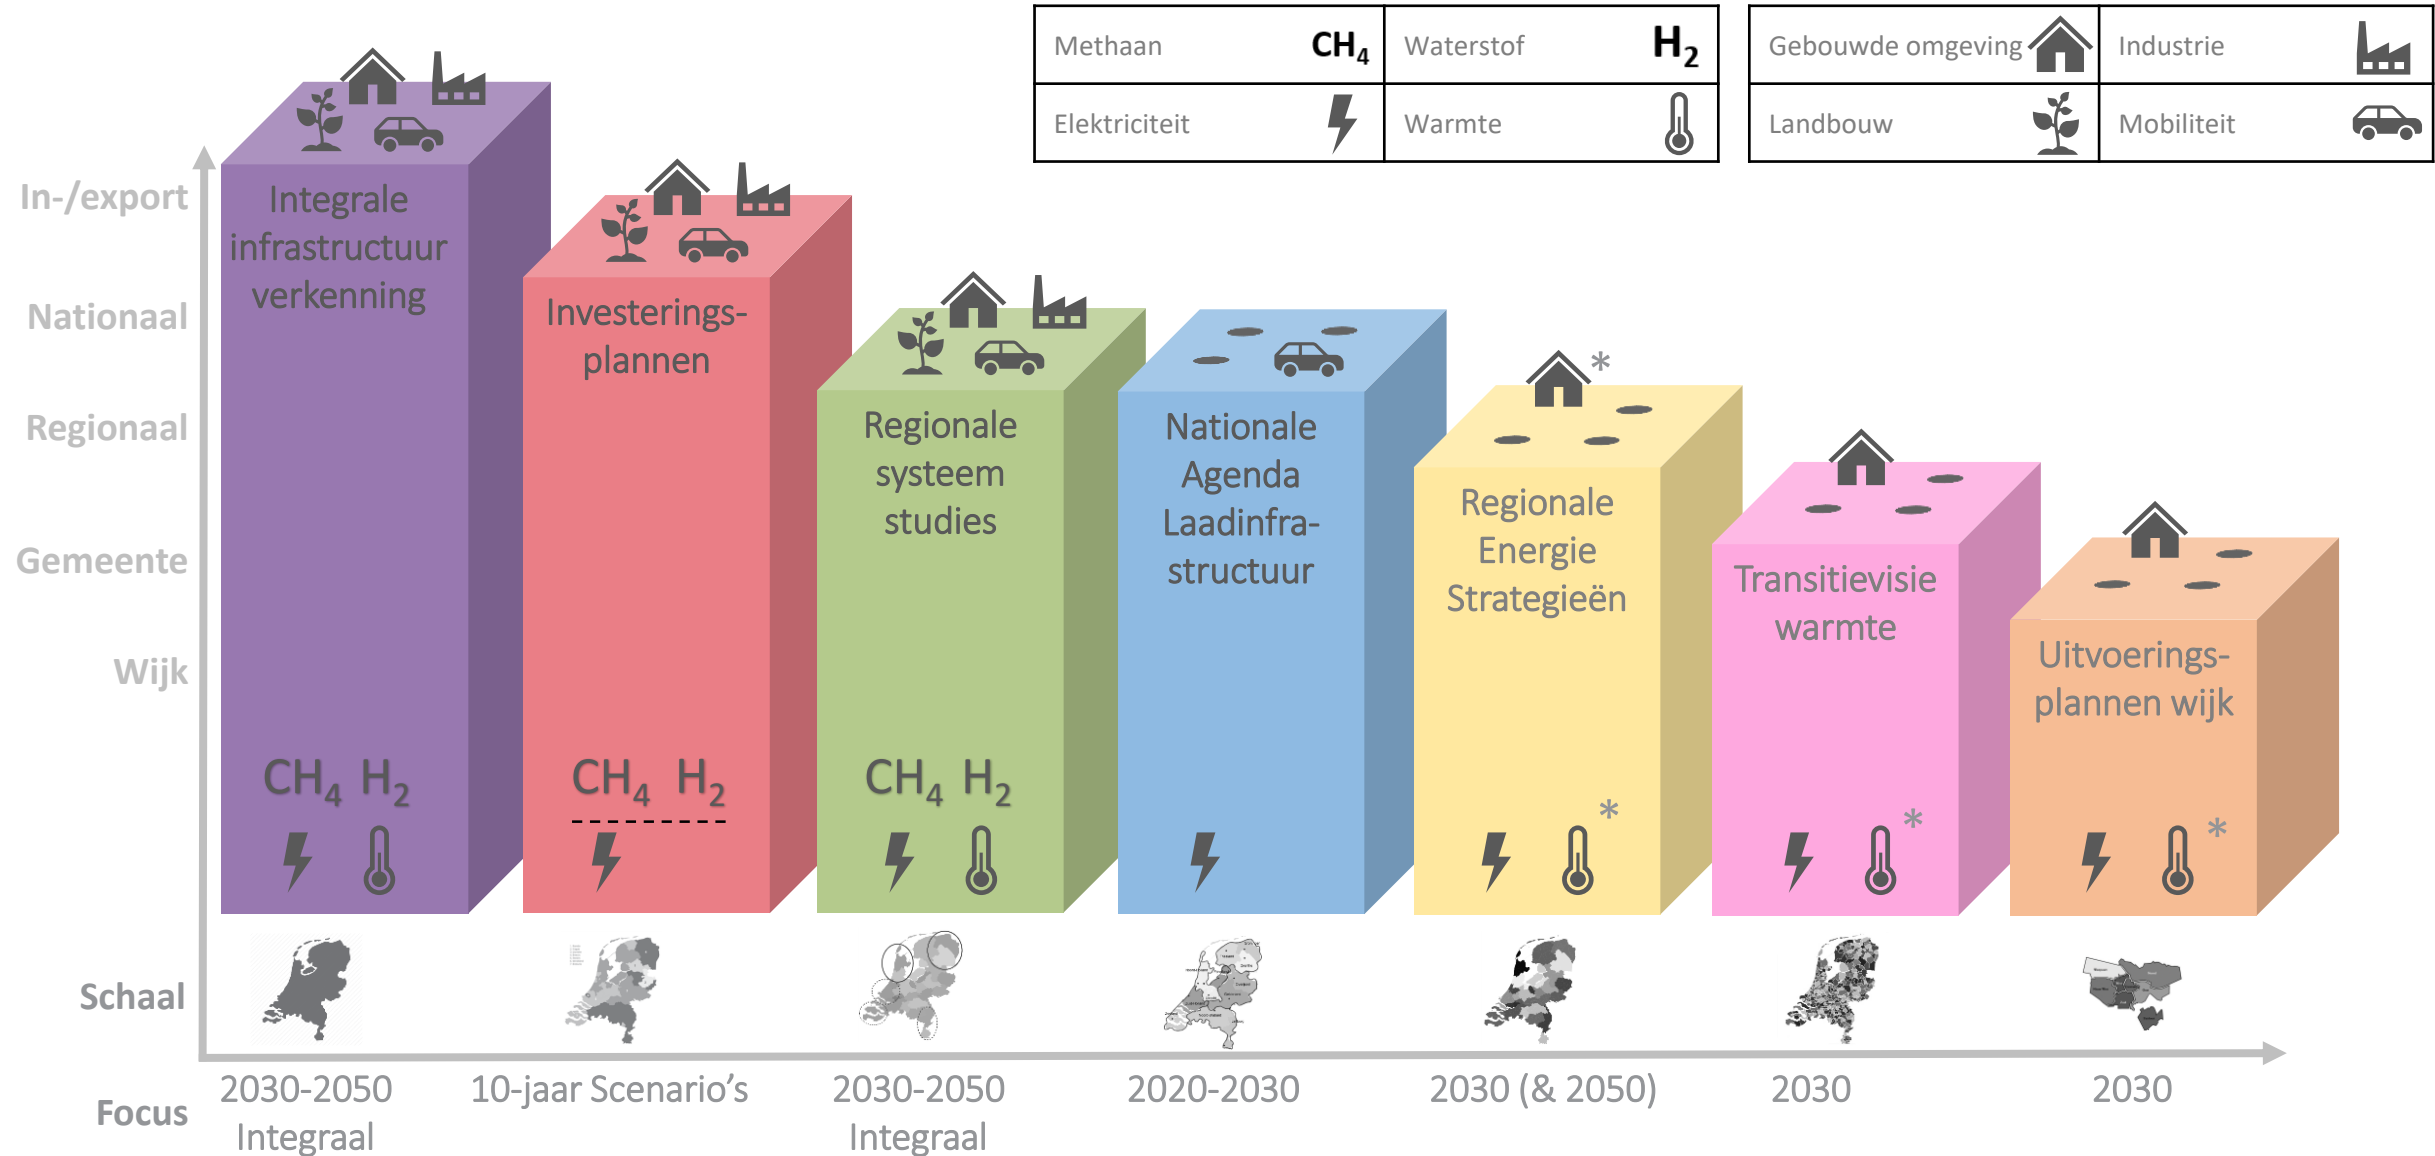 Methaan CH₄ Waterstof H₂
Elektriciteit Warmte
Gebouwde omgeving Industrie
Landbouw Mobiliteit
In-/export
Nationaal
Regionaal
Gemeente
Wijk
Integrale
infrastructuur
verkenning
CH₄ H₂
Investerings-
plannen
CH₄ H₂
Regionale
systeem
studies
CH₄ H₂
Nationale
Agenda
Laadinfra-
structuur
*
Regionale
Energie
Strategieën
*
Transitievisie
warmte
*
Uitvoerings-
plannen wijk
*
Schaal
Focus
2030-2050
Integraal
10-jaar Scenario's
2030-2050
Integraal
2020-2030
2030 (& 2050)
2030
2030